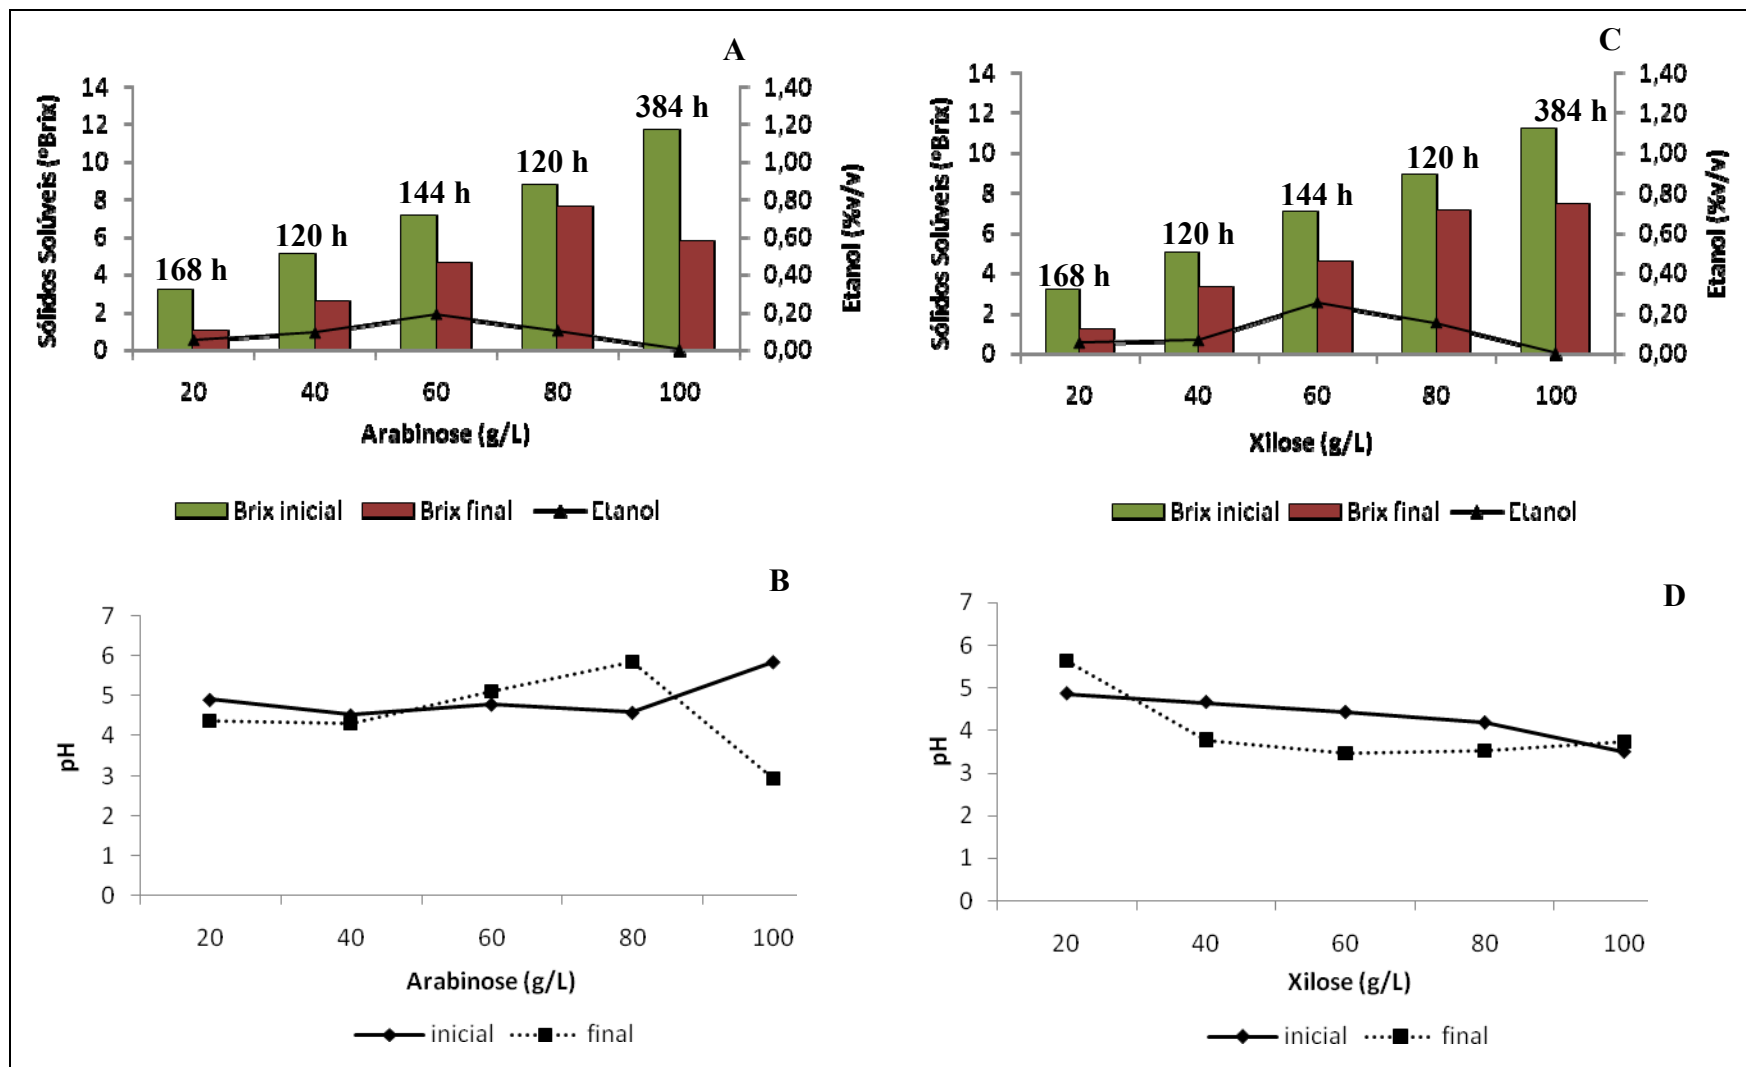 A
Sólidos Solúveis (ºBrix)
14
12
10
8
6
4
2
0
168 h
120 h
144 h
120 h
384 h
1,40
1,20
1,00
0,80
0,60
0,40
0,20
0,00
Etanol (%v/v)
20 40 60 80 100
Arabinose (g/L)
Brix inicial Brix final Etanol
C
Sólidos Solúveis (ºBrix)
14
12
10
8
6
4
2
0
168 h
120 h
144 h
120 h
384 h
1,40
1,20
1,00
0,80
0,60
0,40
0,20
0,00
Etanol (%v/v)
20 40 60 80 100
Xilose (g/L)
Brix inicial Brix final Etanol
B
pH
7
6
5
4
3
2
1
0
20 40 60 80 100
Arabinose (g/L)
inicial final
D
pH
7
6
5
4
3
2
1
0
20 40 60 80 100
Xilose (g/L)
inicial final